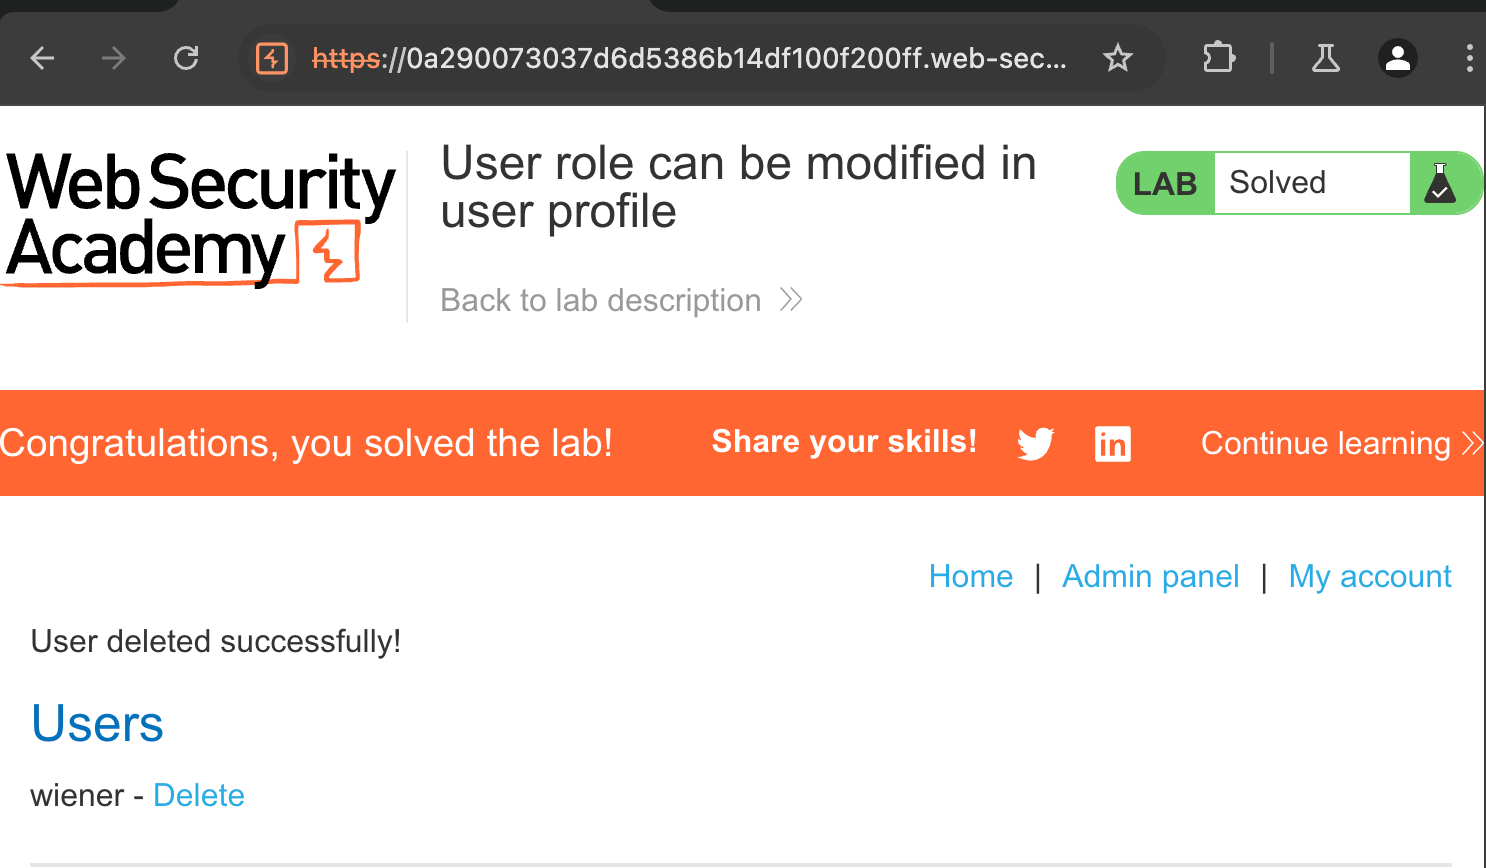 https://0a290073037d6d5386b14df100f200ff.web-sec...
Web Security
Academy
User role can be modified in
user profile
Back to lab description
LAB Solved
Congratulations, you solved the lab!
Share your skills!
Continue learning
Home | Admin panel | My account
User deleted successfully!
Users
wiener - Delete